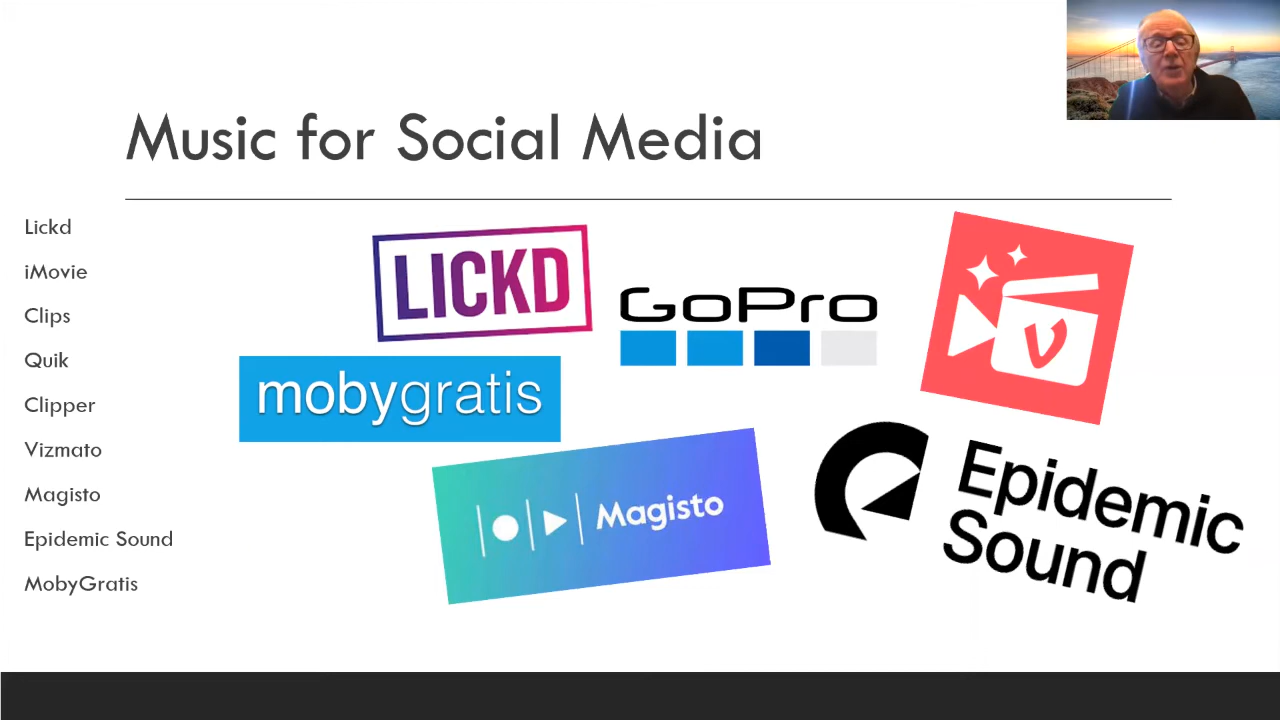 Music for Social Media
Lickd
iMovie
Clips
Quik
Clipper
Vizmato
Magisto
Epidemic Sound
MobyGratis
LICKD
GoPro
mobygratis
Magisto
V
Epidemic
Sound